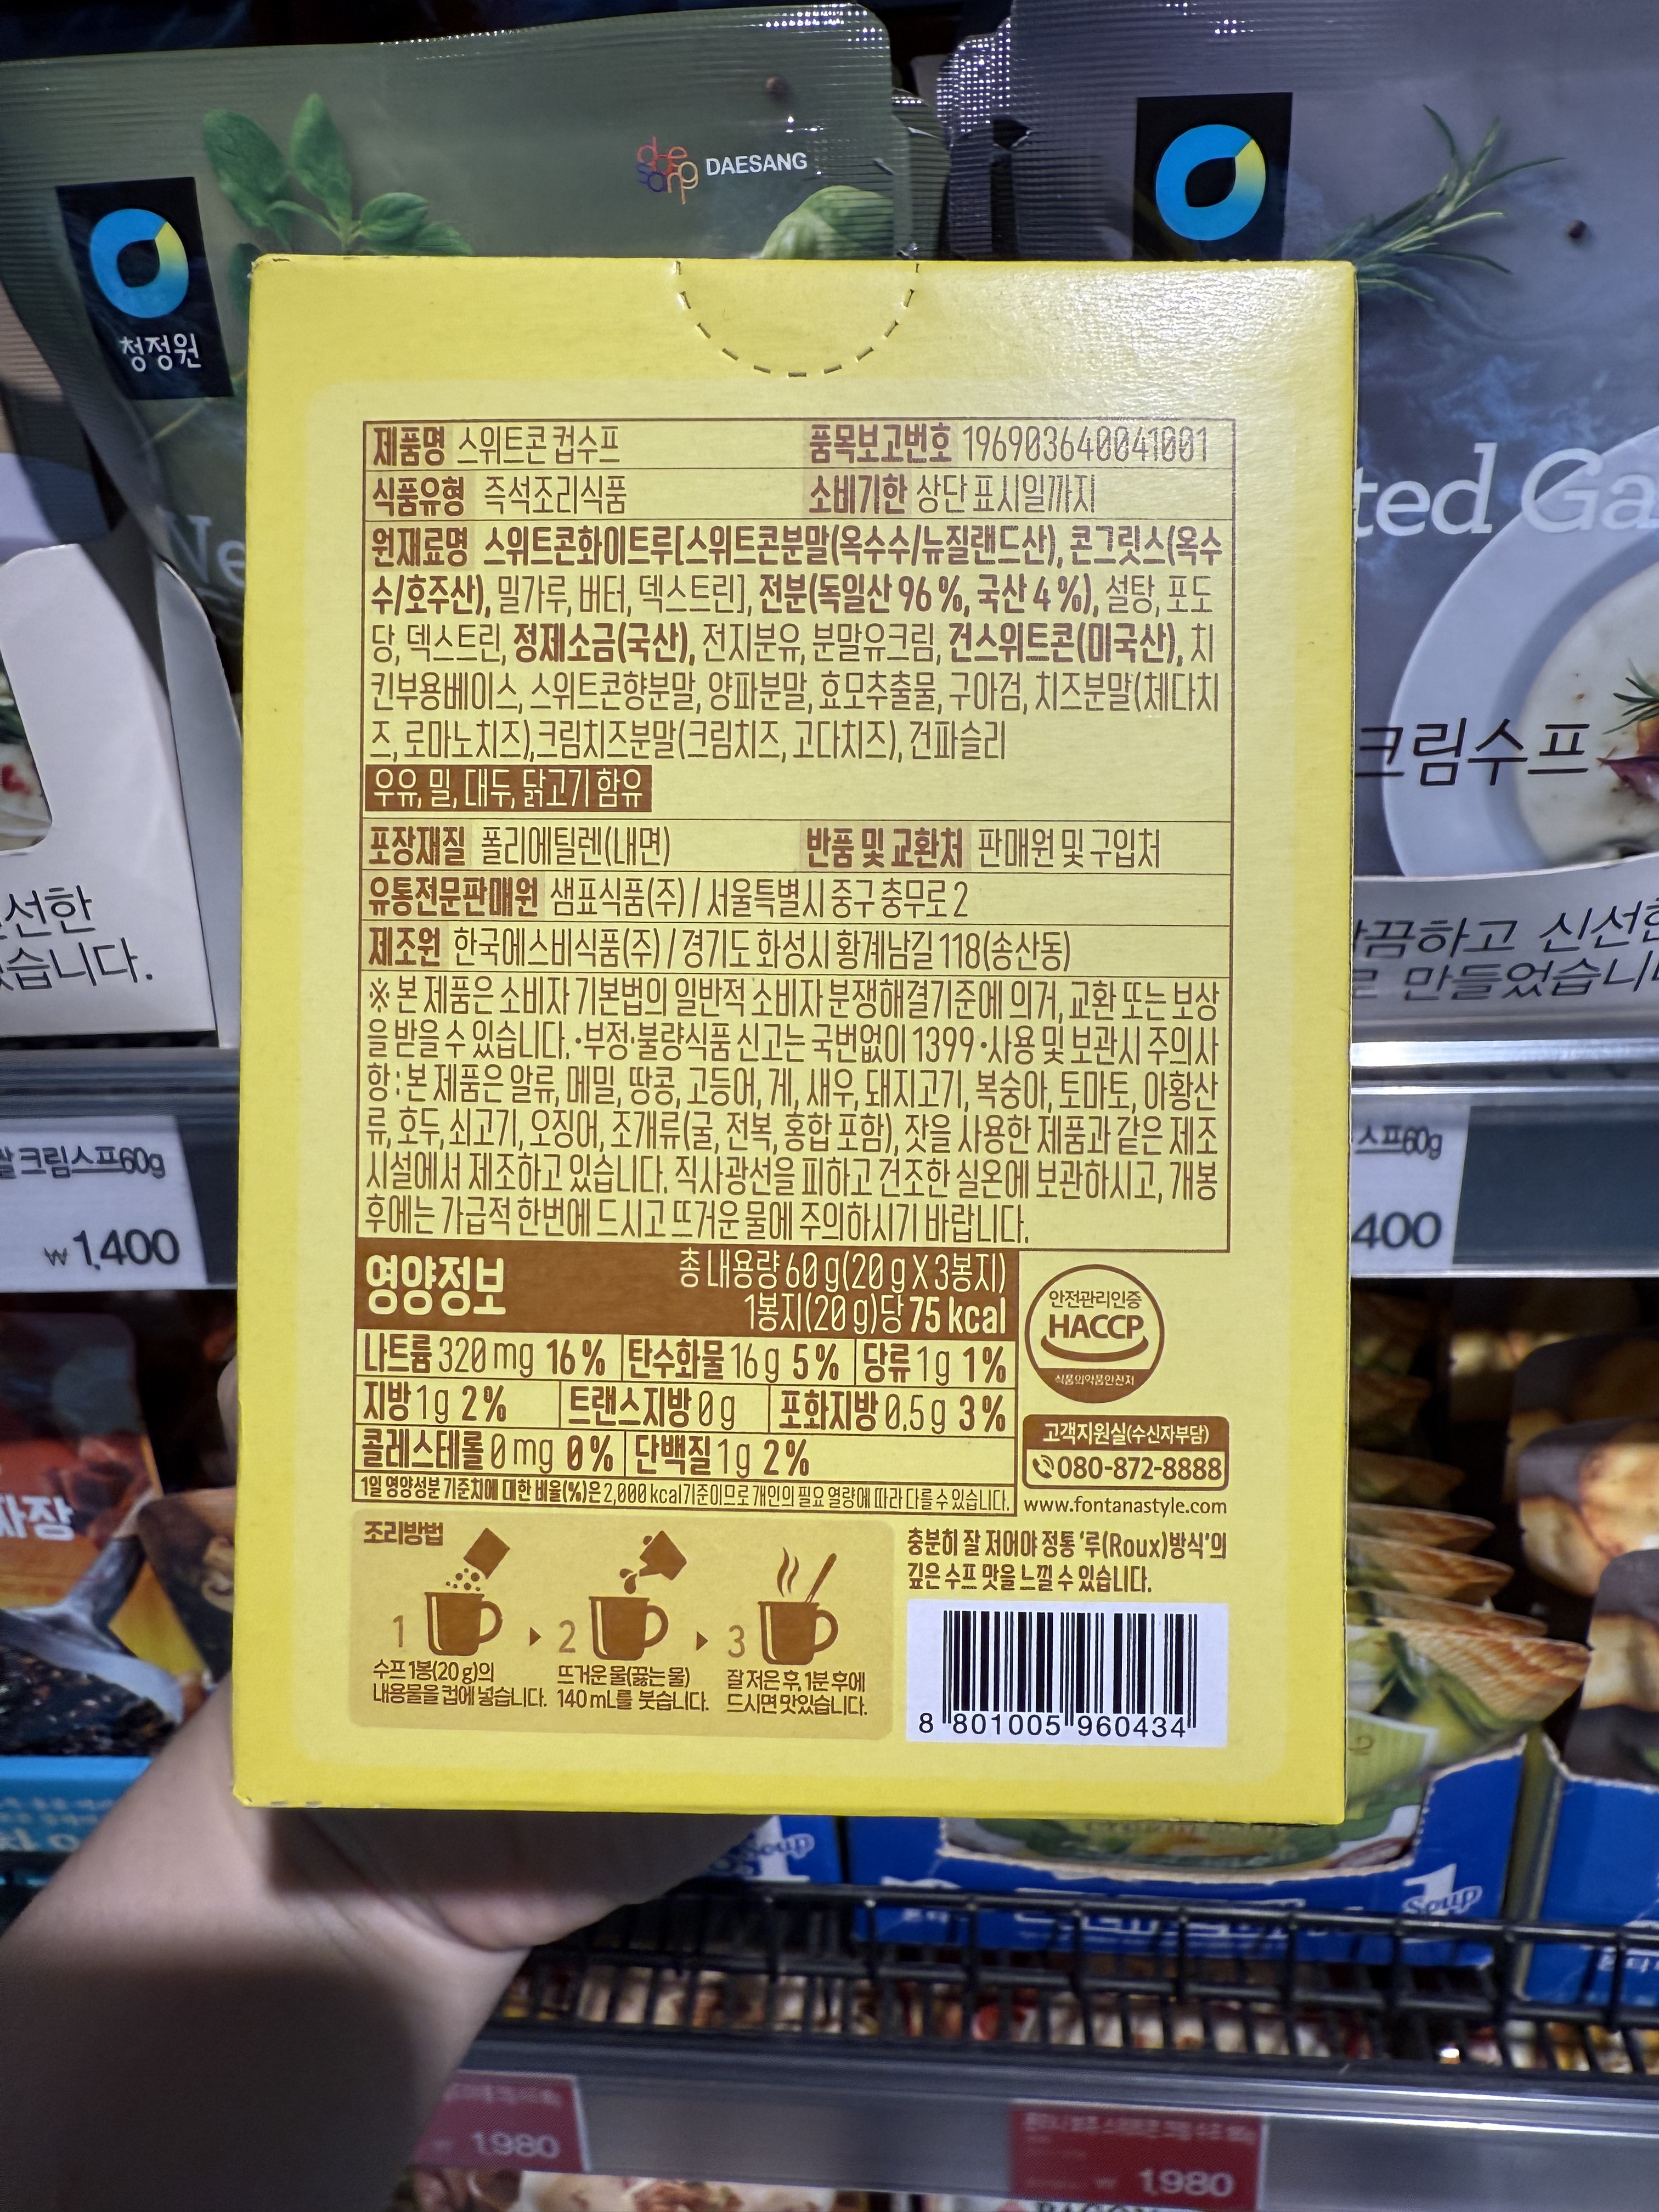 DAESANG
청정원
ted Ga
크림수프
제품명 스위트콘 컵수프 품목보고번호 196903640041001
식품유형 즉석조리식품 소비기한 상단 표시일까지
원재료명 스위트콘화이트루[스위트콘분말(옥수수/뉴질랜드산), 콘그릿스(옥수
수/호주산), 밀가루, 버터, 덱스트린], 전분(독일산 96 %, 국산 4 %), 설탕, 포도
당, 덱스트린, 정제소금(국산), 전지분유, 분말유크림, 건스위트콘(미국산), 치
킨부용베이스, 스위트콘향분말, 양파분말, 효모추출물, 구아검, 치즈분말(체다치
즈, 로마노치즈),크림치즈분말(크림치즈, 고다치즈), 건파슬리
우유, 밀, 대두, 닭고기 함유
포장재질 폴리에틸렌(내면) 반품 및 교환처 판매원 및 구입처
유통전문판매원 샘표식품(주) / 서울특별시 중구 충무로 2
제조원 한국에스비식품(주) / 경기도 화성시 황계남길 118(송산동)
※ 본 제품은 소비자기본법의 일반적 소비자 분쟁해결기준에 의거, 교환 또는 보상
을 받을 수 있습니다. •부정·불량식품 신고는 국번없이 1399 •사용 및 보관시 주의사
항 : 본 제품은 알류, 메밀, 땅콩, 고등어, 게, 새우, 돼지고기, 복숭아, 토마토, 아황산
류, 호두, 쇠고기, 오징어, 조개류(굴, 전복, 홍합 포함), 잣을 사용한 제품과 같은 제조
시설에서 제조하고 있습니다. 직사광선을 피하고 건조한 실온에 보관하시고, 개봉
후에는 가급적 한번에 드시고 뜨거운 물에 주의하시기 바랍니다.
영양정보 총 내용량 60 g(20 g X 3봉지)
1봉지(20 g)당 75 kcal
나트륨 320 mg 16 % 탄수화물 16 g 5 % 당류 1 g 1 %
지방 1 g 2 % 트랜스지방 0 g 포화지방 0.5 g 3 %
콜레스테롤 0 mg 0 % 단백질 1 g 2 %
1일 영양성분 기준치에 대한 비율(%)은 2,000 kcal 기준이므로 개인의 필요 열량에 따라 다를 수 있습니다.
안전관리인증
HACCP
식품의약품안전처
고객지원실(수신자부담)
080-872-8888
www.fontanastyle.com
조리방법
1 2 3
수프 1봉(20 g)의
내용물을 컵에 넣습니다.
뜨거운 물(끓는 물)
140 mL를 붓습니다.
잘 저은 후, 1분 후에
드시면 맛있습니다.
충분히 잘 저어야 정통 '루(Roux)방식'의
깊은 수프 맛을 느낄 수 있습니다.
8 801005 960434
선한
습니다.
끔하고 신선한
만들었습니
크림스프60g
₩1,400
스프60g
400
짜장
Soup
Soup
1,980
1,980